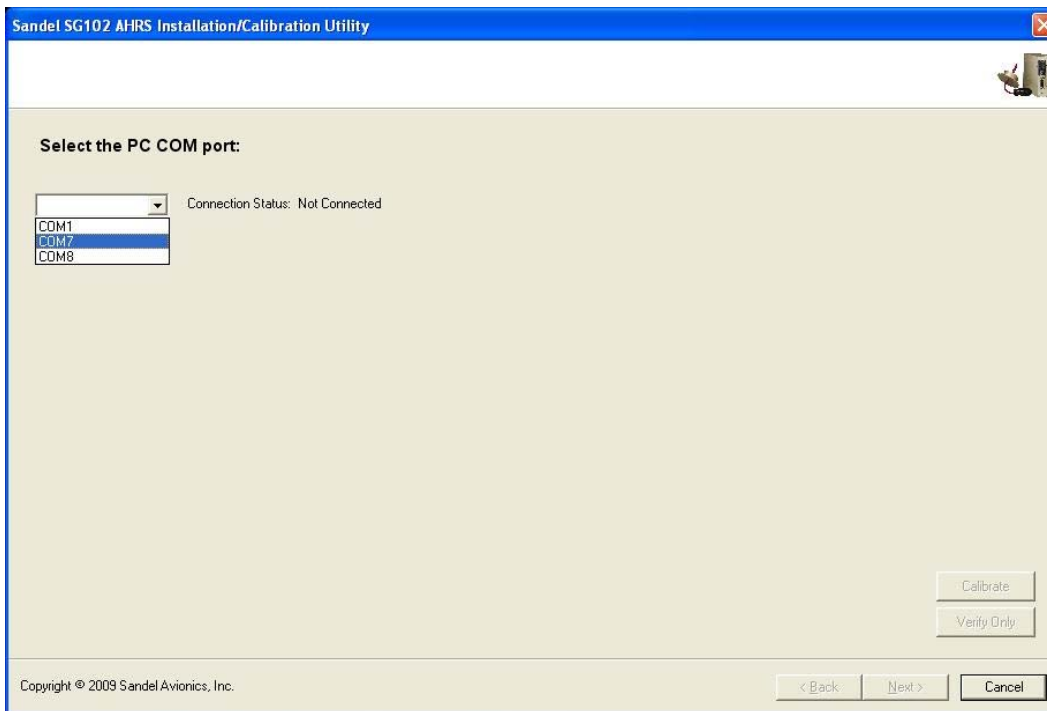 Sandel SG102 AHRS Installation/Calibration Utility
Select the PC COM port:
Connection Status: Not Connected
COM1
COM7
COM8
Calibrate
Verify Only
Copyright © 2009 Sandel Avionics, Inc.
< Back Next > Cancel